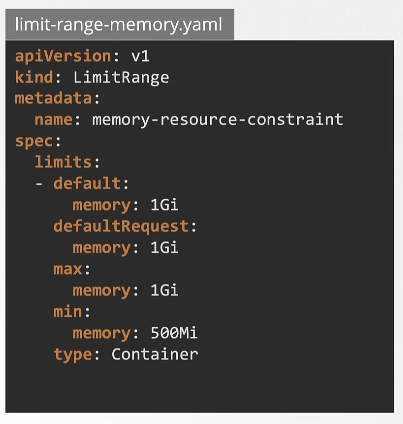 limit-range-memory.yaml
apiVersion: v1
kind: LimitRange
metadata:
  name: memory-resource-constraint
spec:
  limits:
  - default:
      memory: 1Gi
    defaultRequest:
      memory: 1Gi
    max:
      memory: 1Gi
    min:
      memory: 500Mi
    type: Container